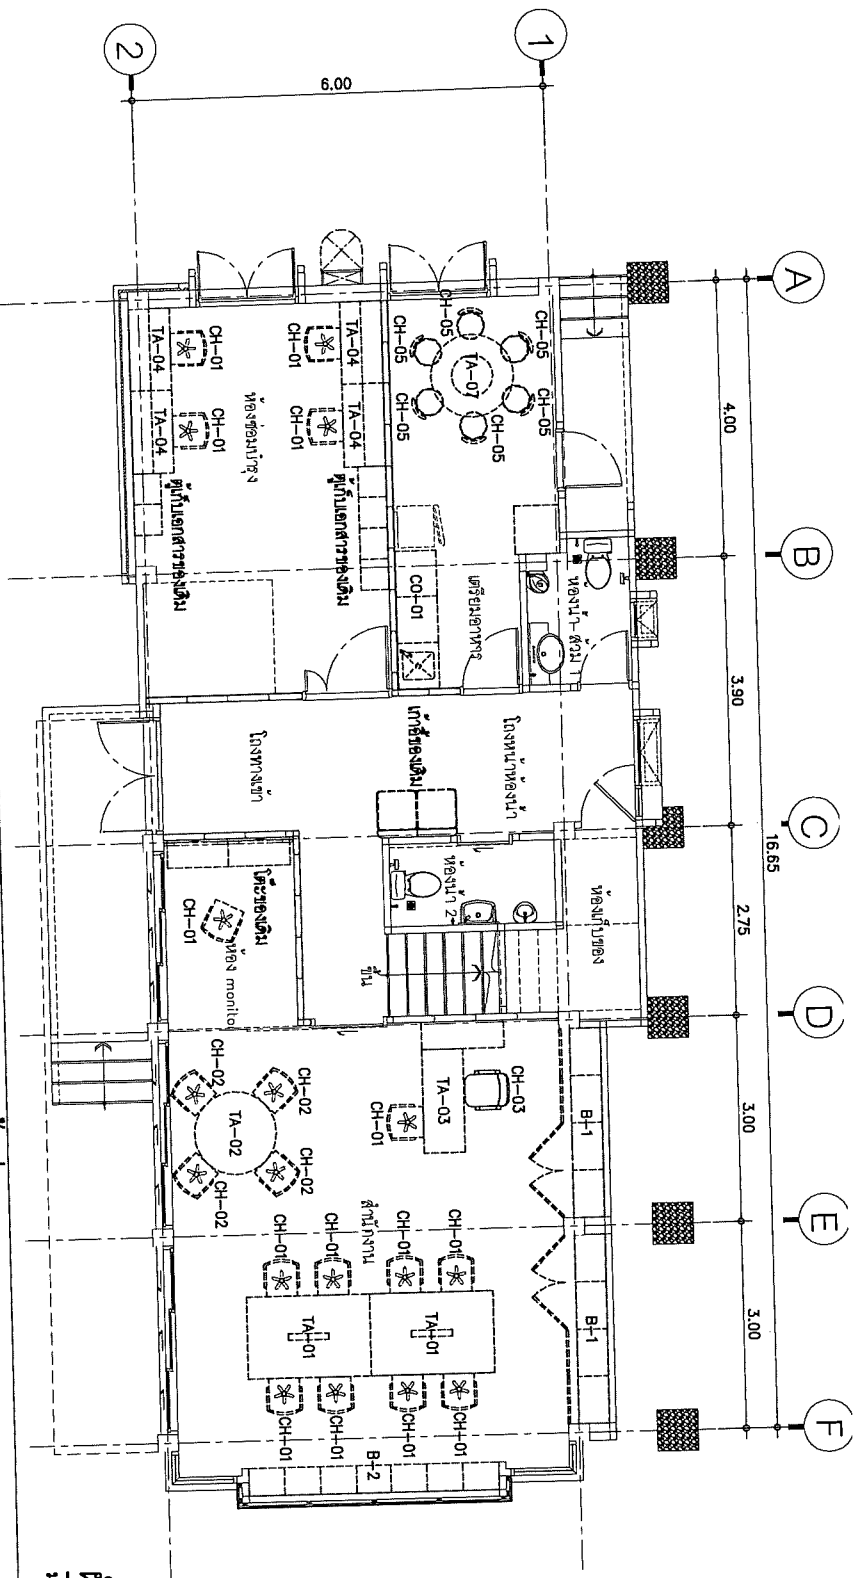 A
B
C
D
E
F
16.65
4.00
3.90
2.75
3.00
3.00
1
6.00
2
B-1
B-1
ห้องน้ำ-ส้วม 1
ห้องเก็บของ
CH-05
CH-05
CH-05
CH-05
CH-05
CH-05
TA-07
เตรียมอาหาร
CO-01
โถงหน้าห้องน้ำ
เก้าอี้ของเดิม
ห้องน้ำ 2
ขึ้น
CH-03
TA-03
CH-01
CH-01
CH-01
CH-01
CH-01
สำนักงาน
TA-01
TA-01
CH-01
CH-01
CH-01
CH-01
B-2
TA-04
TA-04
CH-01
CH-01
ตู้เก็บเอกสารของเดิม
ห้องซ่อมบำรุง
CH-01
CH-01
TA-04
TA-04
ตู้เก็บเอกสารของเดิม
โถงทางเข้า
โต๊ะของเดิม
ห้อง monitor
CH-01
CH-02
CH-02
TA-02
CH-02
CH-02